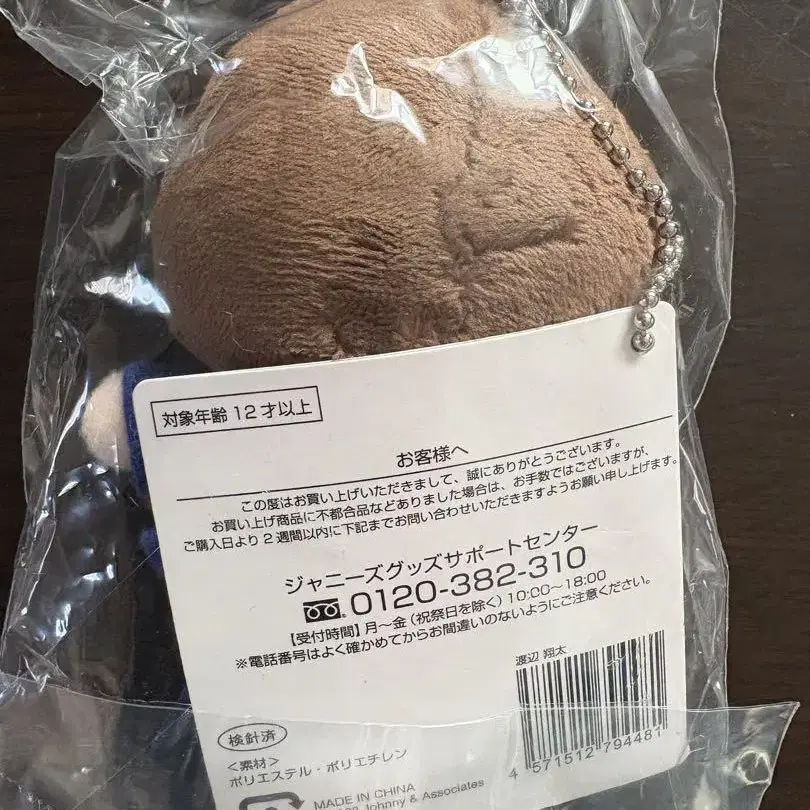 対象年齢 12才以上
お客様へ
この度はお買い上げいただきまして、誠にありがとうございます。
お買い上げ商品に不都合品などありました場合は、お手数ではございますが、
ご購入日より2週間以内に下記までお問い合わせいただきますようお願い申し上げます。
ジャニーズグッズサポートセンター
0120-382-310
【受付時間】月～金(祝祭日を除く) 10:00～18:00
※電話番号はよく確かめてからお間違いのないようにご注意ください。
渡辺 翔太
4 571512 794481
検針済
<素材>
ポリエステル・ポリエチレン
MADE IN CHINA
Johnny & Associates